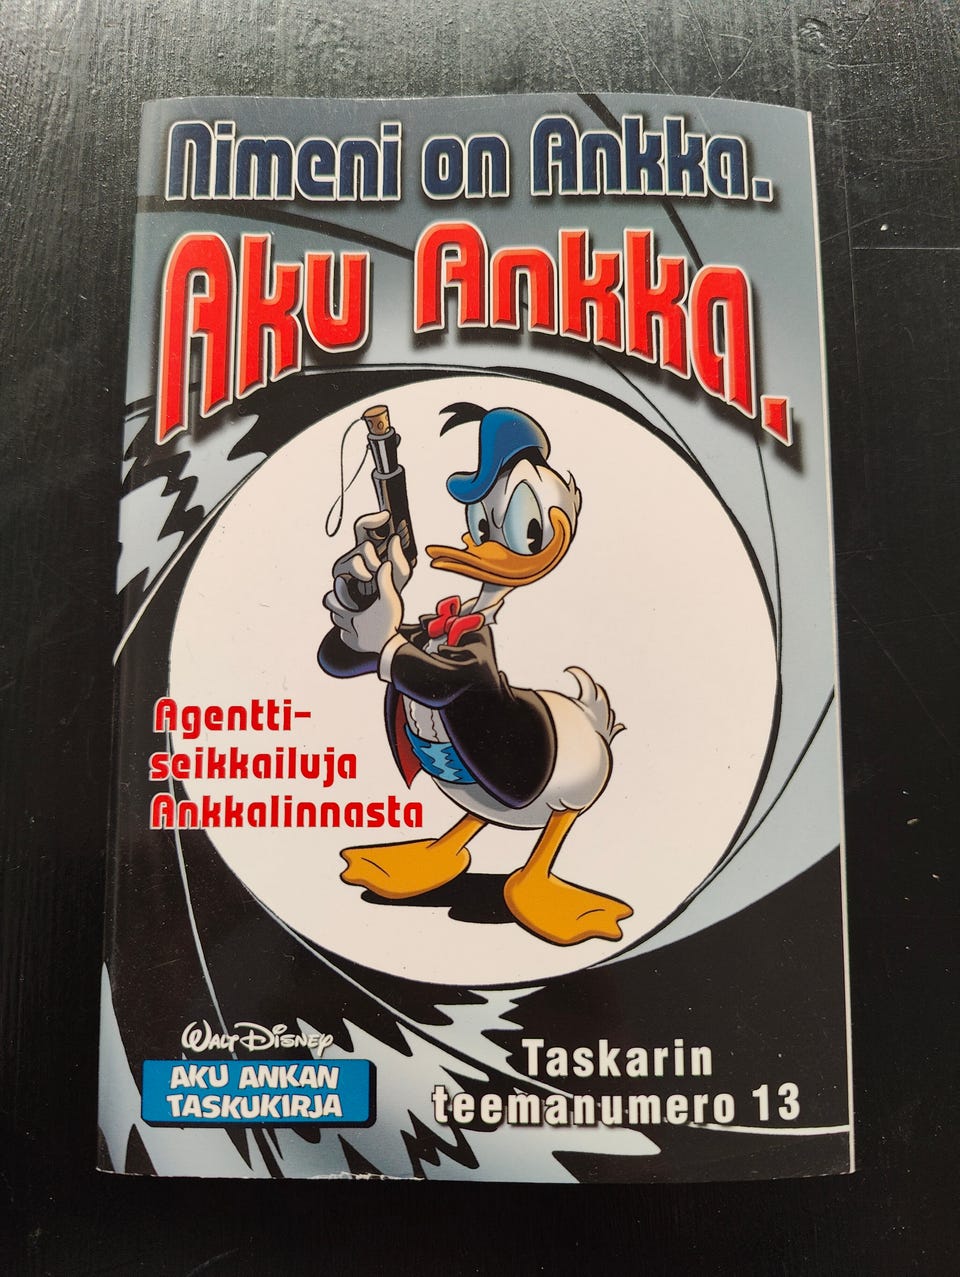 Nimeni on Ankka.
Aku Ankka.
Agentti-
seikkailuja
Ankkalinnasta
WALT DISNEY
AKU ANKAN
TASKUKIRJA
Taskarin
teemanumero 13